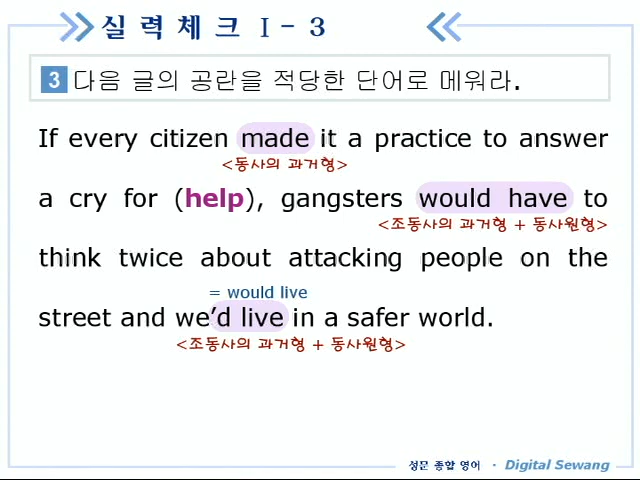 실력체크 I - 3
3 다음 글의 공란을 적당한 단어로 메워라.
If every citizen made it a practice to answer
<동사의 과거형>
a cry for (help), gangsters would have to
<조동사의 과거형 + 동사원형>
think twice about attacking people on the
= would live
street and we'd live in a safer world.
<조동사의 과거형 + 동사원형>
성문 종합 영어 · Digital Sewang